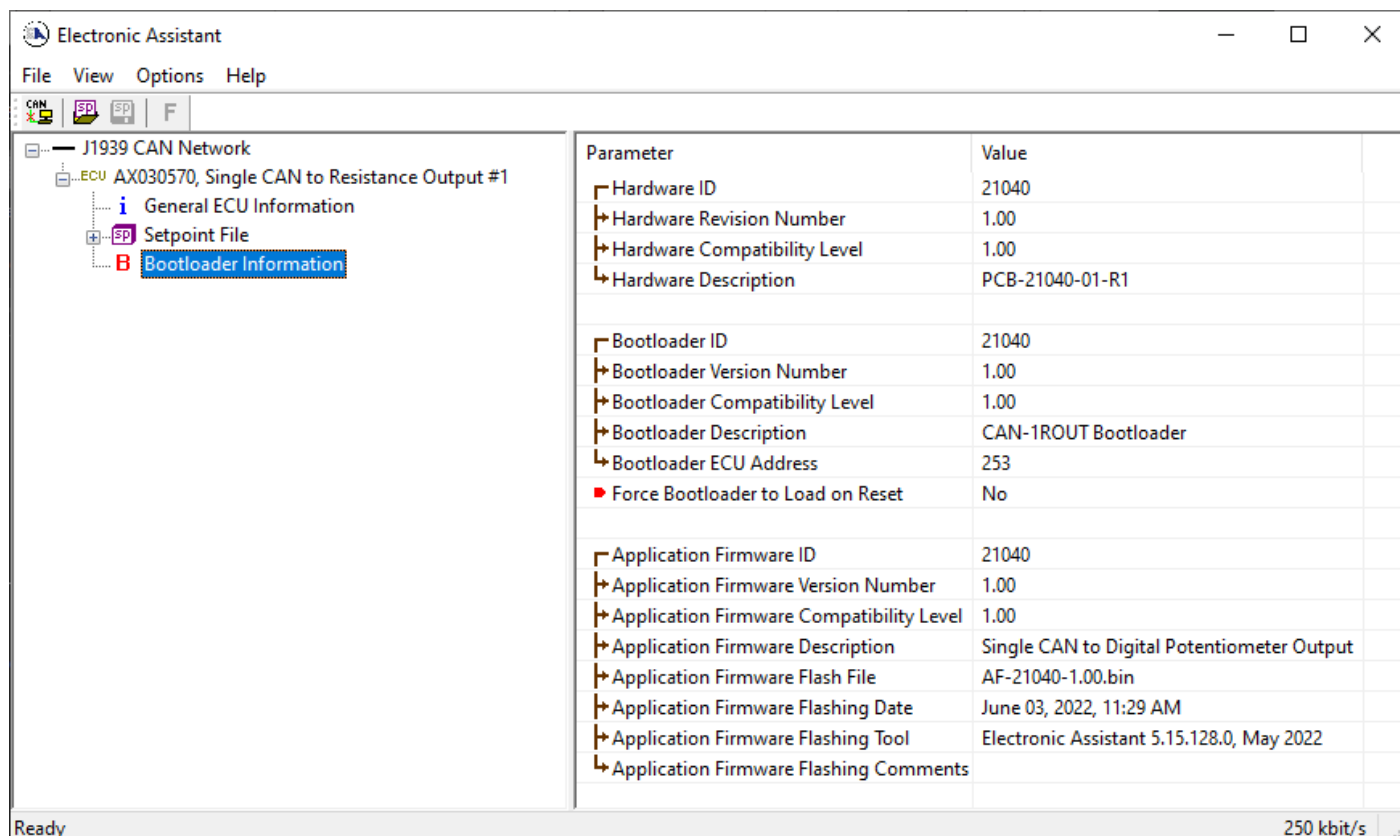 Electronic Assistant
File View Options Help
CAN SP SP F
J1939 CAN Network
ECU AX030570, Single CAN to Resistance Output #1
i General ECU Information
SP Setpoint File
B Bootloader Information
Parameter Value
Hardware ID 21040
Hardware Revision Number 1.00
Hardware Compatibility Level 1.00
Hardware Description PCB-21040-01-R1
Bootloader ID 21040
Bootloader Version Number 1.00
Bootloader Compatibility Level 1.00
Bootloader Description CAN-1ROUT Bootloader
Bootloader ECU Address 253
Force Bootloader to Load on Reset No
Application Firmware ID 21040
Application Firmware Version Number 1.00
Application Firmware Compatibility Level 1.00
Application Firmware Description Single CAN to Digital Potentiometer Output
Application Firmware Flash File AF-21040-1.00.bin
Application Firmware Flashing Date June 03, 2022, 11:29 AM
Application Firmware Flashing Tool Electronic Assistant 5.15.128.0, May 2022
Application Firmware Flashing Comments
Ready 250 kbit/s